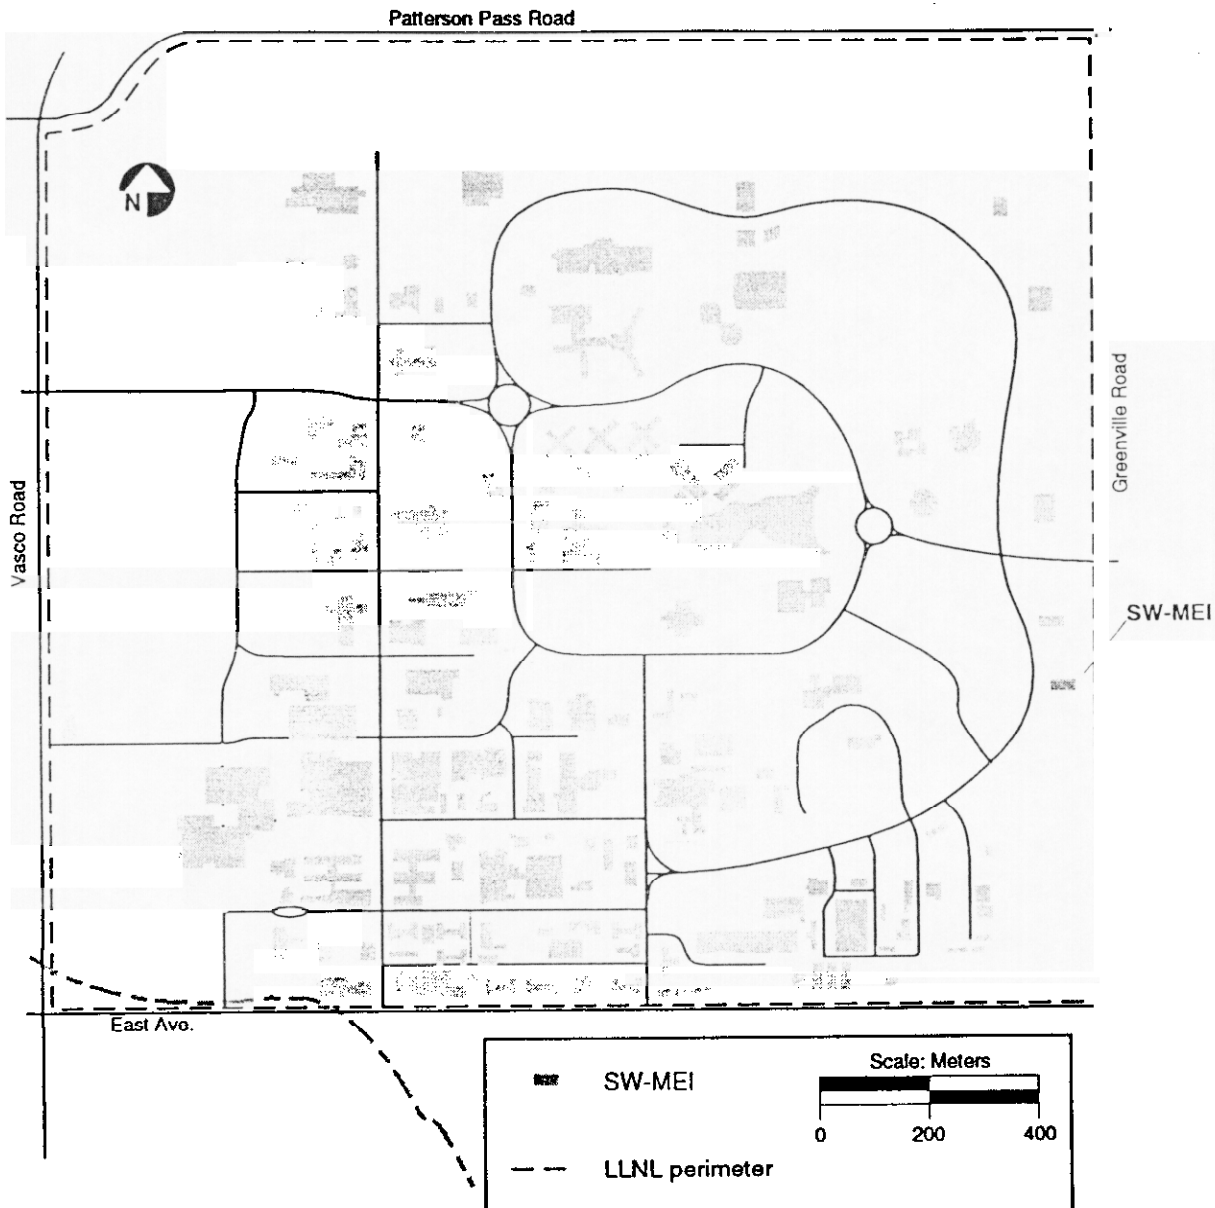 Patterson Pass Road
N
Greenville Road
Vasco Road
SW-MEI
East Ave.
SW-MEI
Scale: Meters
0 200 400
LLNL perimeter